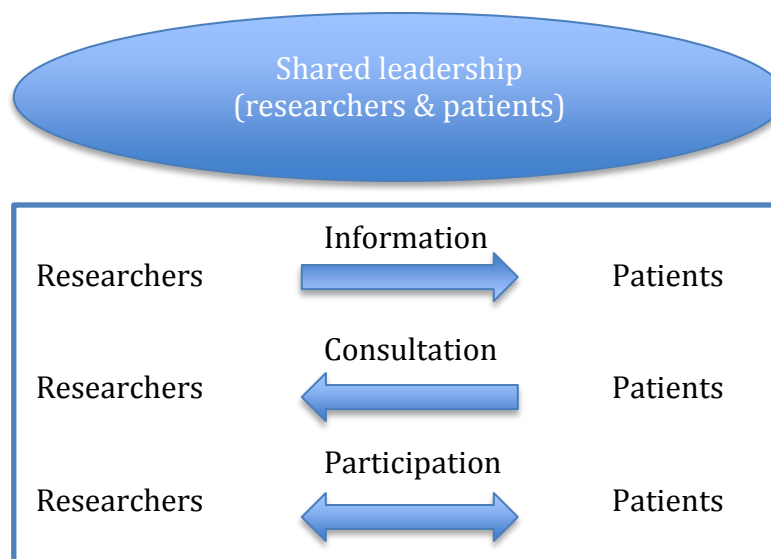 Shared leadership
(researchers & patients)
Information
Researchers Patients
Consultation
Researchers Patients
Participation
Researchers Patients